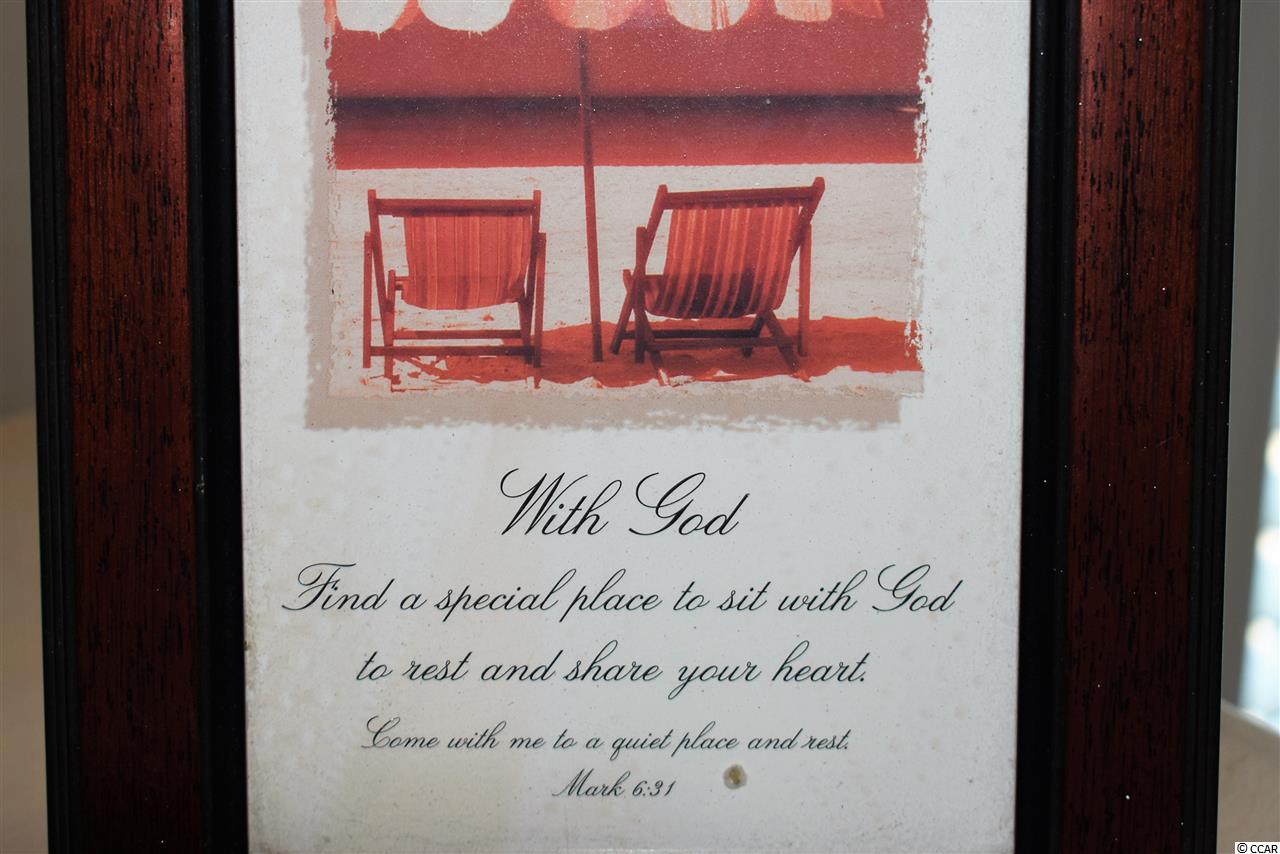 With God
Find a special place to sit with God
to rest and share your heart.
Come with me to a quiet place and rest.
Mark 6:31
© CCAR